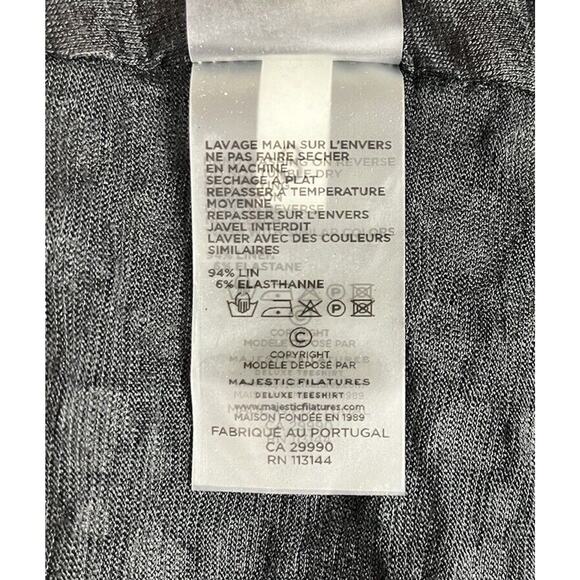 LAVAGE MAIN SUR L'ENVERS
NE PAS FAIRE SECHER
EN MACHINE
SECHAGE A PLAT
REPASSER A TEMPERATURE
MOYENNE
REPASSER SUR L'ENVERS
JAVEL INTERDIT
LAVER AVEC DES COULEURS
SIMILAIRES
94% LIN
6% ELASTHANNE
©
COPYRIGHT
MODÈLE DÉPOSÉ PAR
MAJESTIC FILATURES
DELUXE TEESHIRT
www.majesticfilatures.com
MAISON FONDÉE EN 1989
FABRIQUÉ AU PORTUGAL
CA 29990
RN 113144